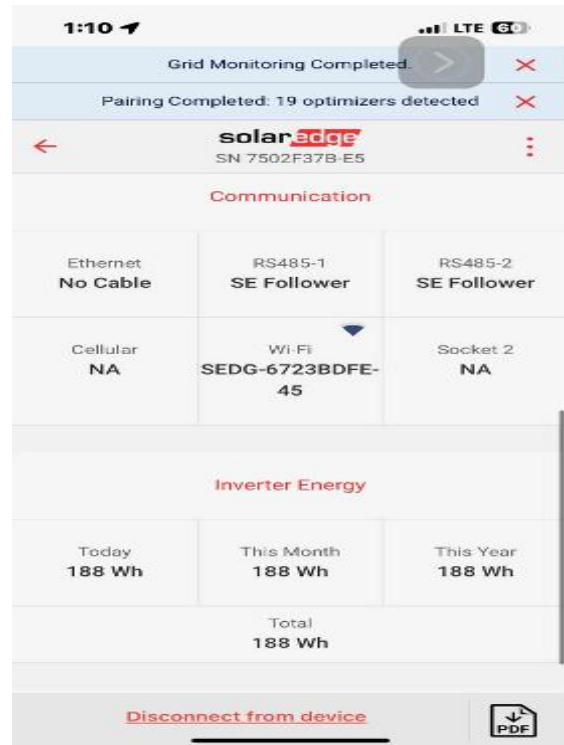 1:10 LTE 60
Grid Monitoring Completed.
Pairing Completed: 19 optimizers detected
solaredge
SN 7502F37B-E5
Communication
Ethernet RS485-1 RS485-2
No Cable SE Follower SE Follower
Cellular Wi-Fi Socket 2
NA SEDG-6723BDFE- NA
45
Inverter Energy
Today This Month This Year
188 Wh 188 Wh 188 Wh
Total
188 Wh
Disconnect from device PDF